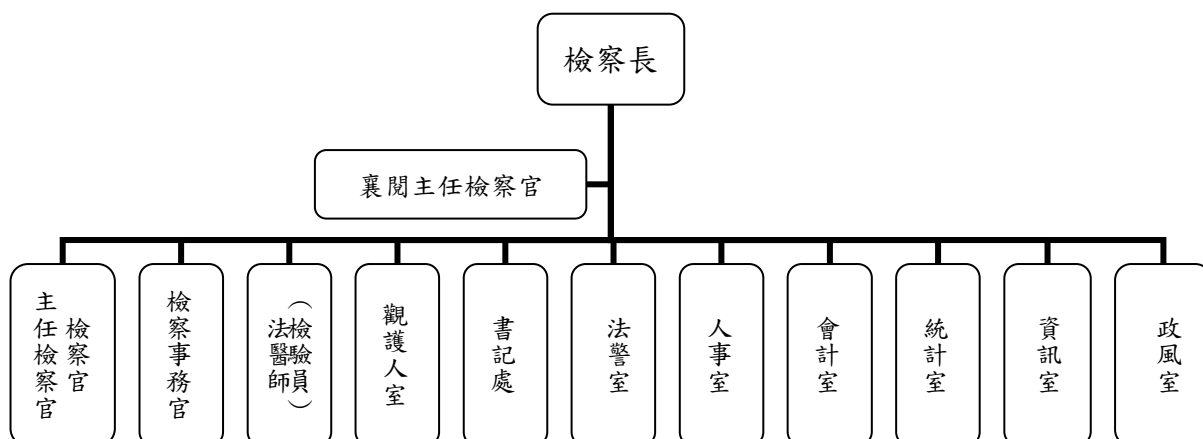 檢察長
襄閱主任檢察官
檢察官
主任檢察官
檢察事務官
(檢驗員)
法醫師
觀護人室
書記處
法警室
人事室
會計室
統計室
資訊室
政風室